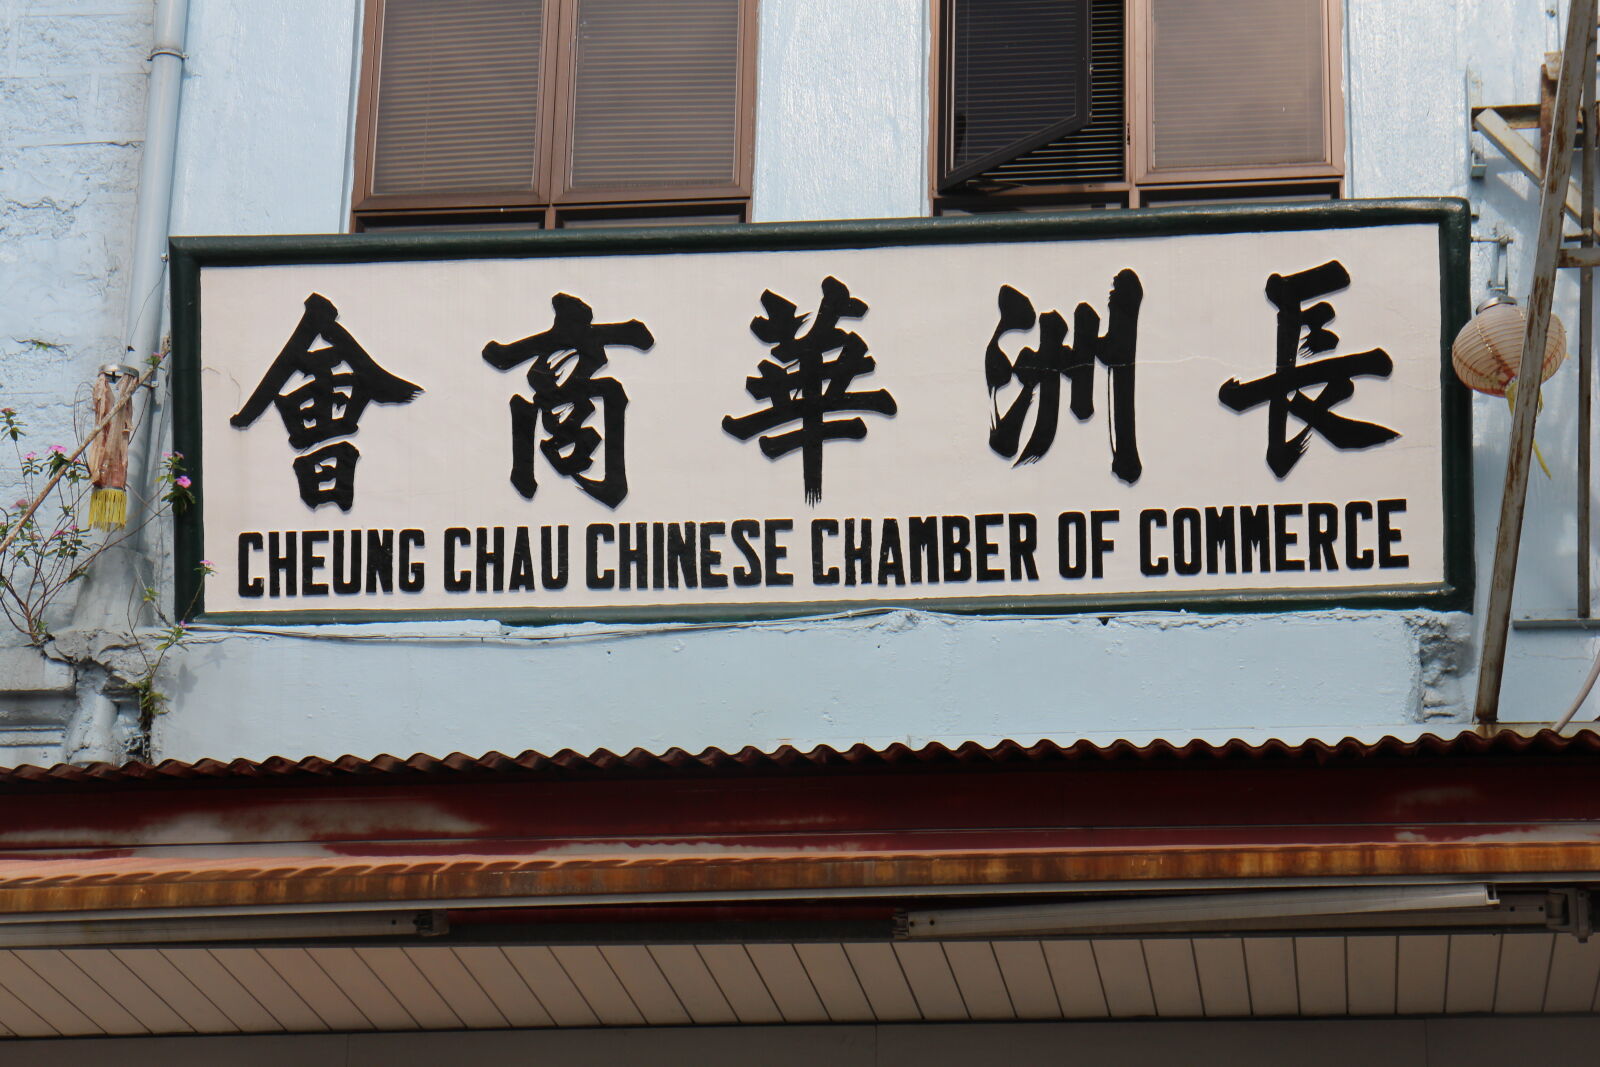 長洲華商會
CHEUNG CHAU CHINESE CHAMBER OF COMMERCE